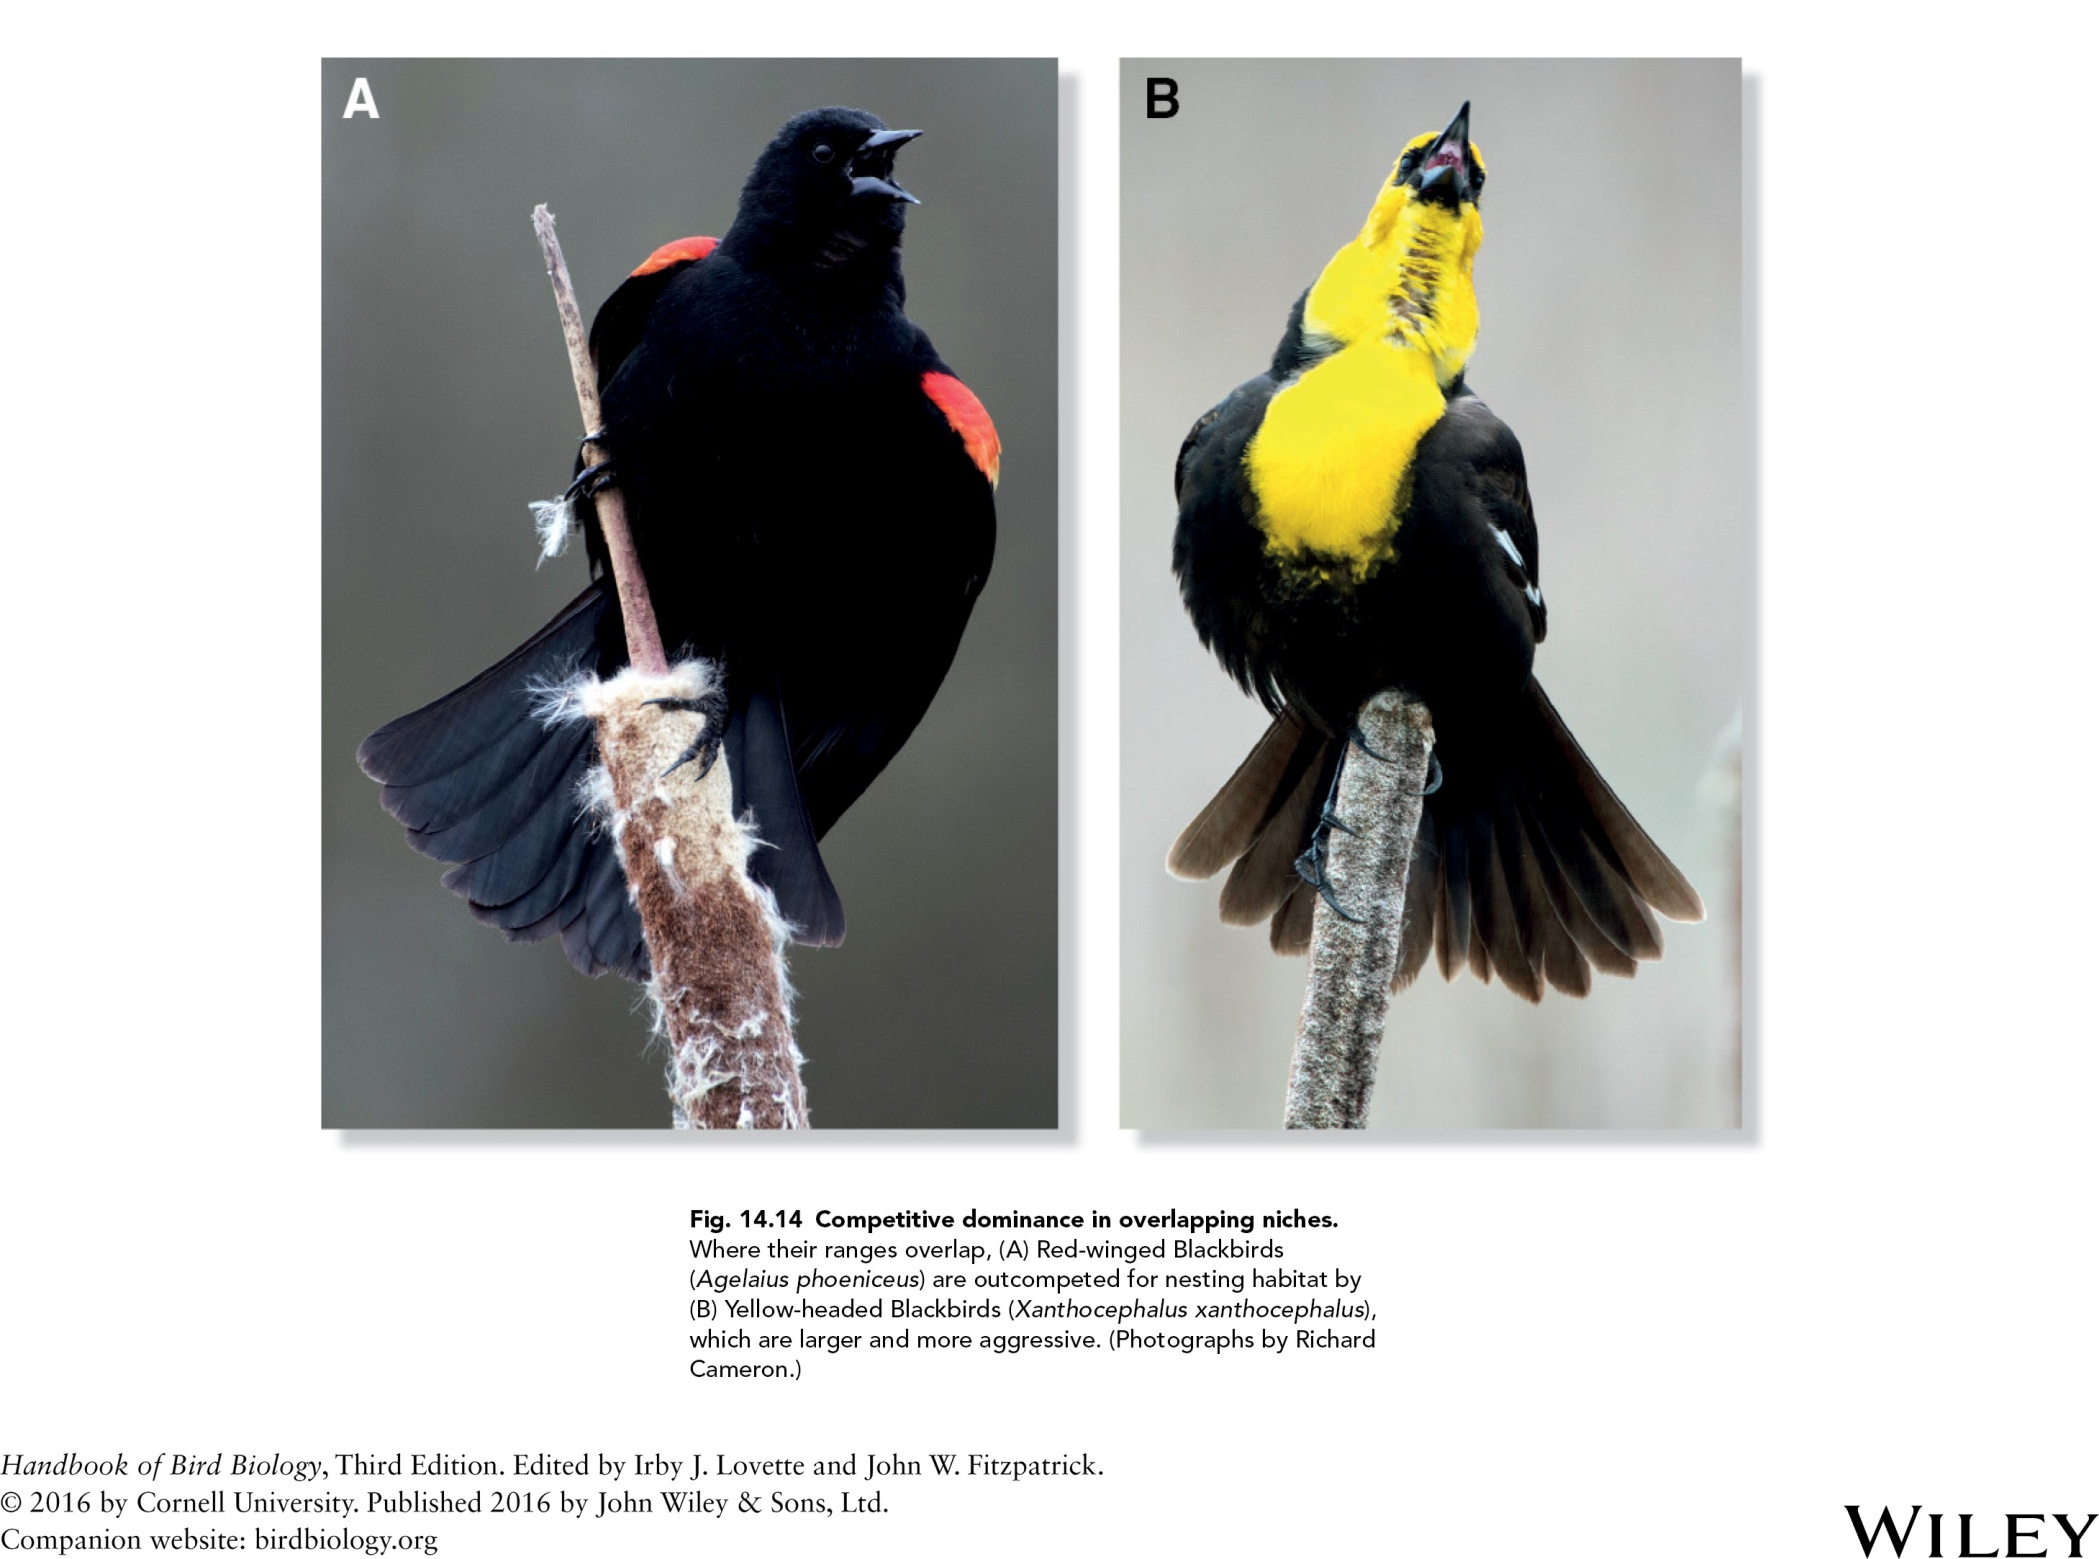 A
B
Fig. 14.14 Competitive dominance in overlapping niches.
Where their ranges overlap, (A) Red-winged Blackbirds
(Agelaius phoeniceus) are outcompeted for nesting habitat by
(B) Yellow-headed Blackbirds (Xanthocephalus xanthocephalus),
which are larger and more aggressive. (Photographs by Richard
Cameron.)
Handbook of Bird Biology, Third Edition. Edited by Irby J. Lovette and John W. Fitzpatrick.
© 2016 by Cornell University. Published 2016 by John Wiley & Sons, Ltd.
Companion website: birdbiology.org
WILEY